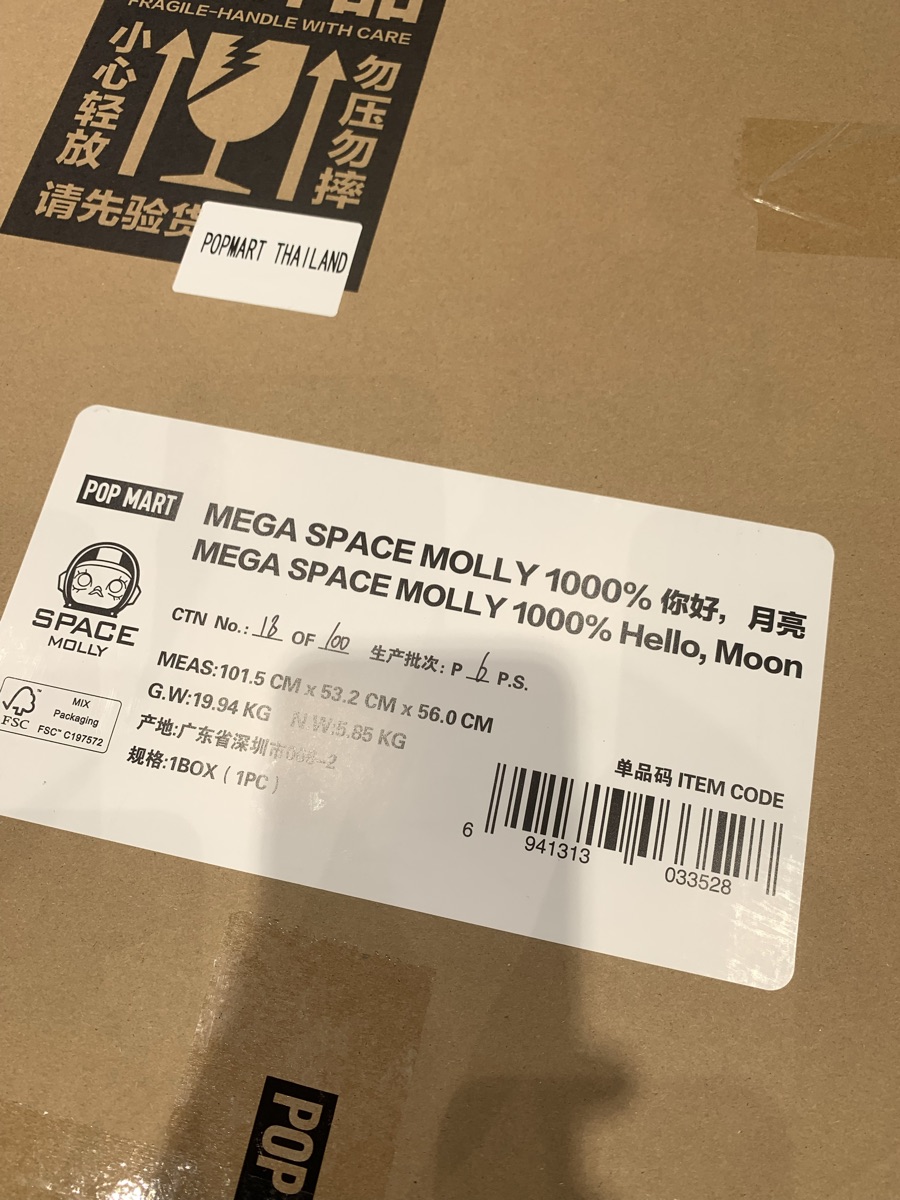 FRAGILE-HANDLE WITH CARE
小心轻放
勿压勿摔
请先验货
POPMART THAILAND
POP MART
SPACE
MOLLY
MEGA SPACE MOLLY 1000% 你好，月亮
MEGA SPACE MOLLY 1000% Hello, Moon
CTN No.: 18 OF 100 生产批次: P 6 P.S.
MEAS:101.5 CM x 53.2 CM x 56.0 CM
G.W:19.94 KG N W:5.85 KG
产地:广东省深圳市066-2
规格:1BOX（1PC）
FSC
MIX
Packaging
FSC™ C197572
单品码 ITEM CODE
6 941313 033528
POP